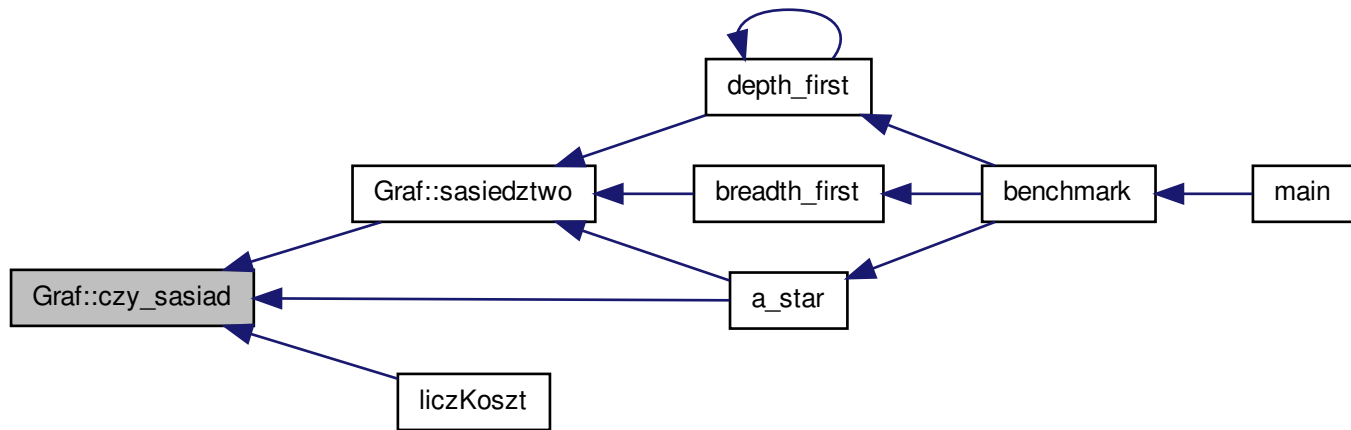 depth_first
Graf::sasiedztwo
breadth_first
benchmark
main
Graf::czy_sasiad
a_star
liczKoszt